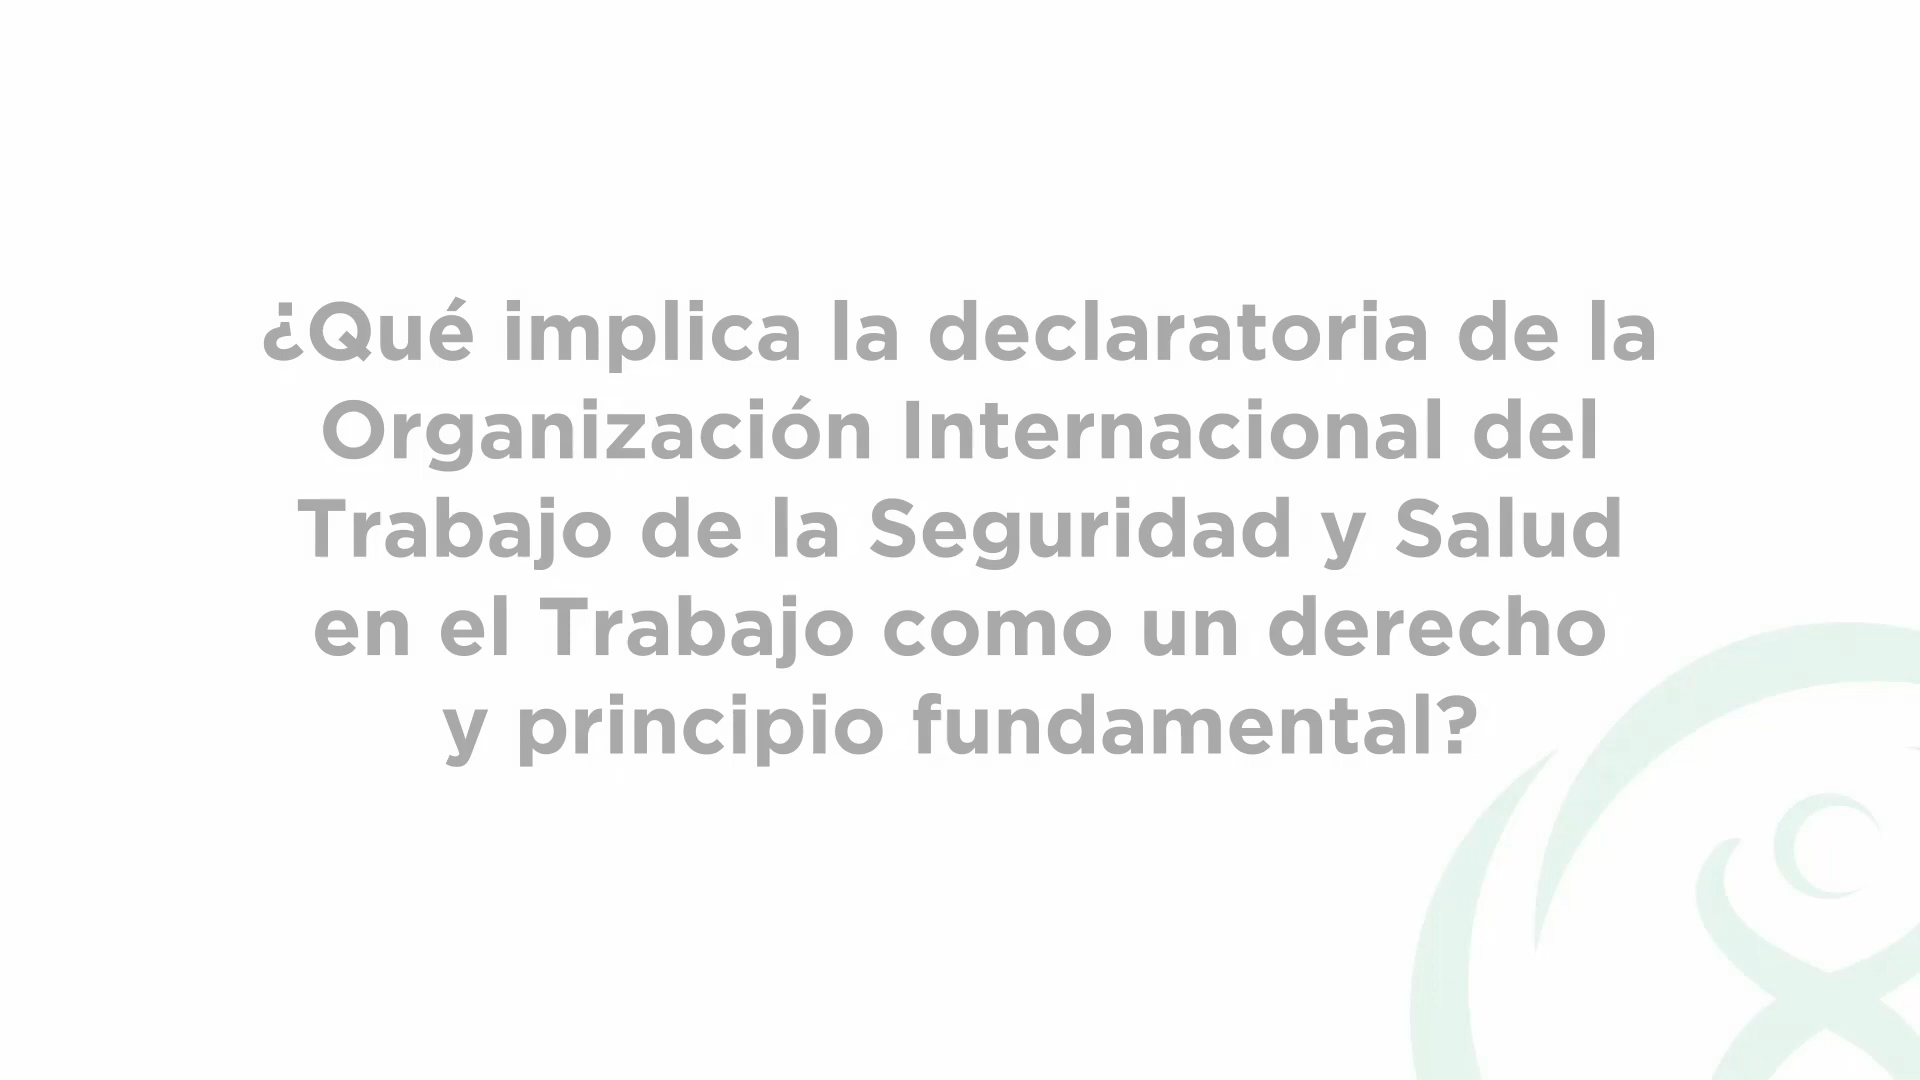 ¿Qué implica la declaratoria de la
Organización Internacional del
Trabajo de la Seguridad y Salud
en el Trabajo como un derecho
y principio fundamental?